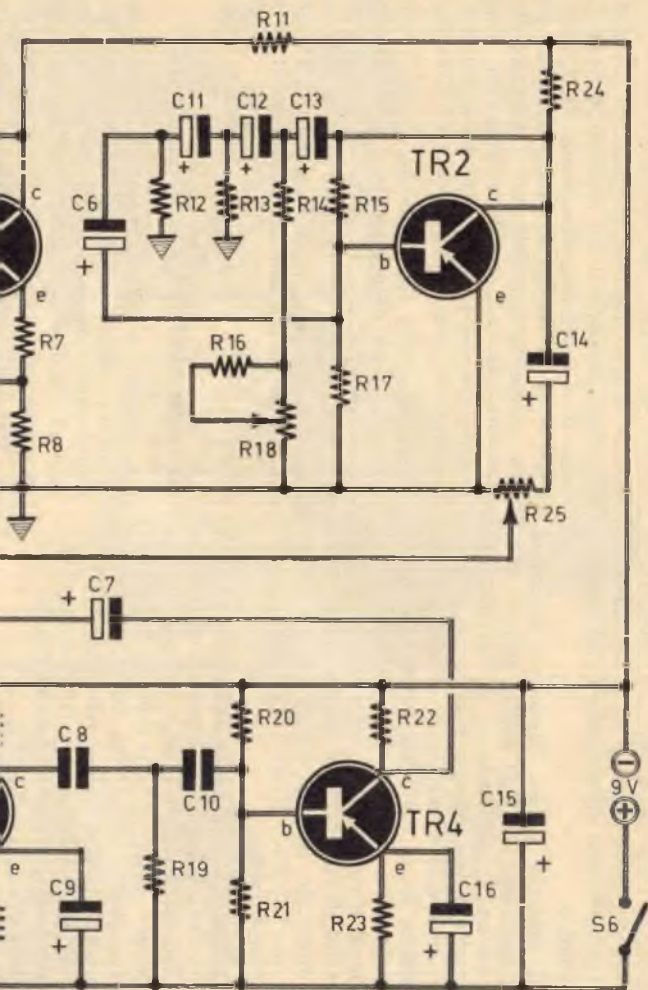 R11
R24
C11 C12 C13
TR2
c
C6 R12 R13 R14 R15
c
+ + +
b
+
e
e
R7 R16 C14
R17
+
R8 R18
R25
+ C7
R20 R22
C8
c
C10
c
9V
TR4 C15
b
e R19 e
+
C9 R21 R23 C16
S6
+ +